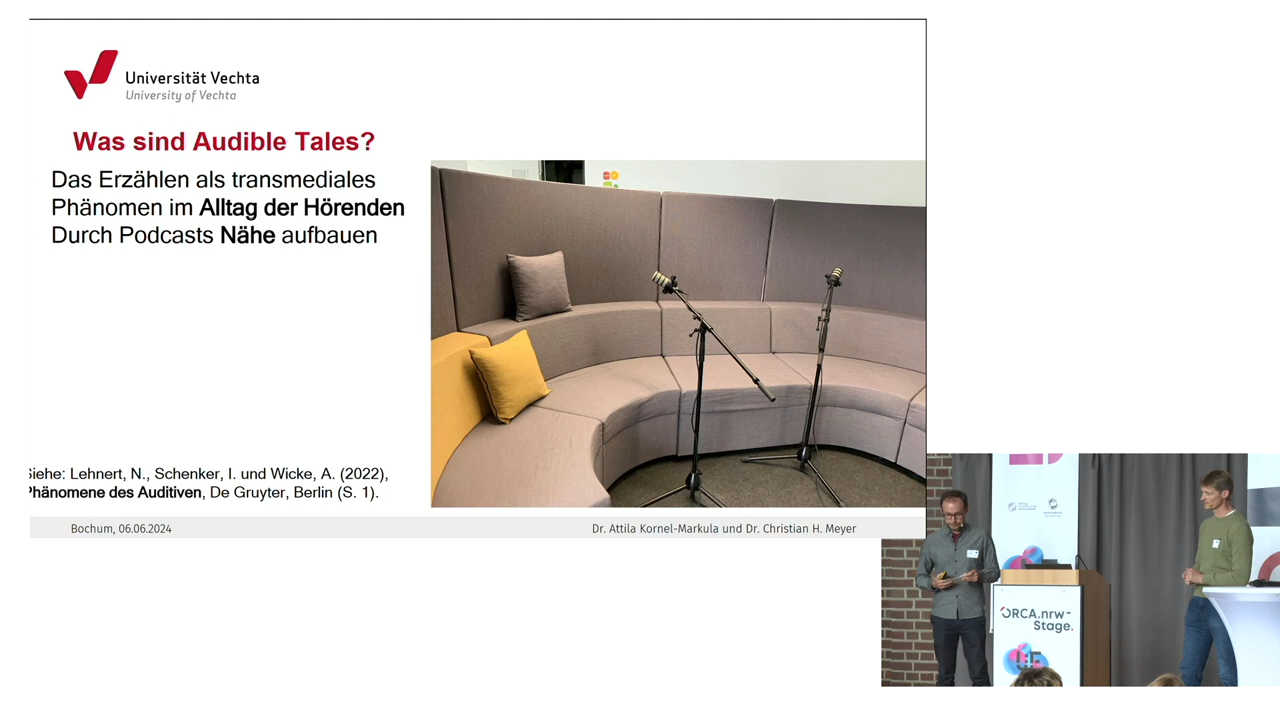 Universität Vechta
University of Vechta
Was sind Audible Tales?
Das Erzählen als transmediales
Phänomen im Alltag der Hörenden
Durch Podcasts Nähe aufbauen
Siehe: Lehnert, N., Schenker, I. und Wicke, A. (2022),
Phänomene des Auditiven, De Gruyter, Berlin (S. 1).
Bochum, 06.06.2024
Dr. Attila Kornel-Markula und Dr. Christian H. Meyer
ORCA.nrw-
Stage.